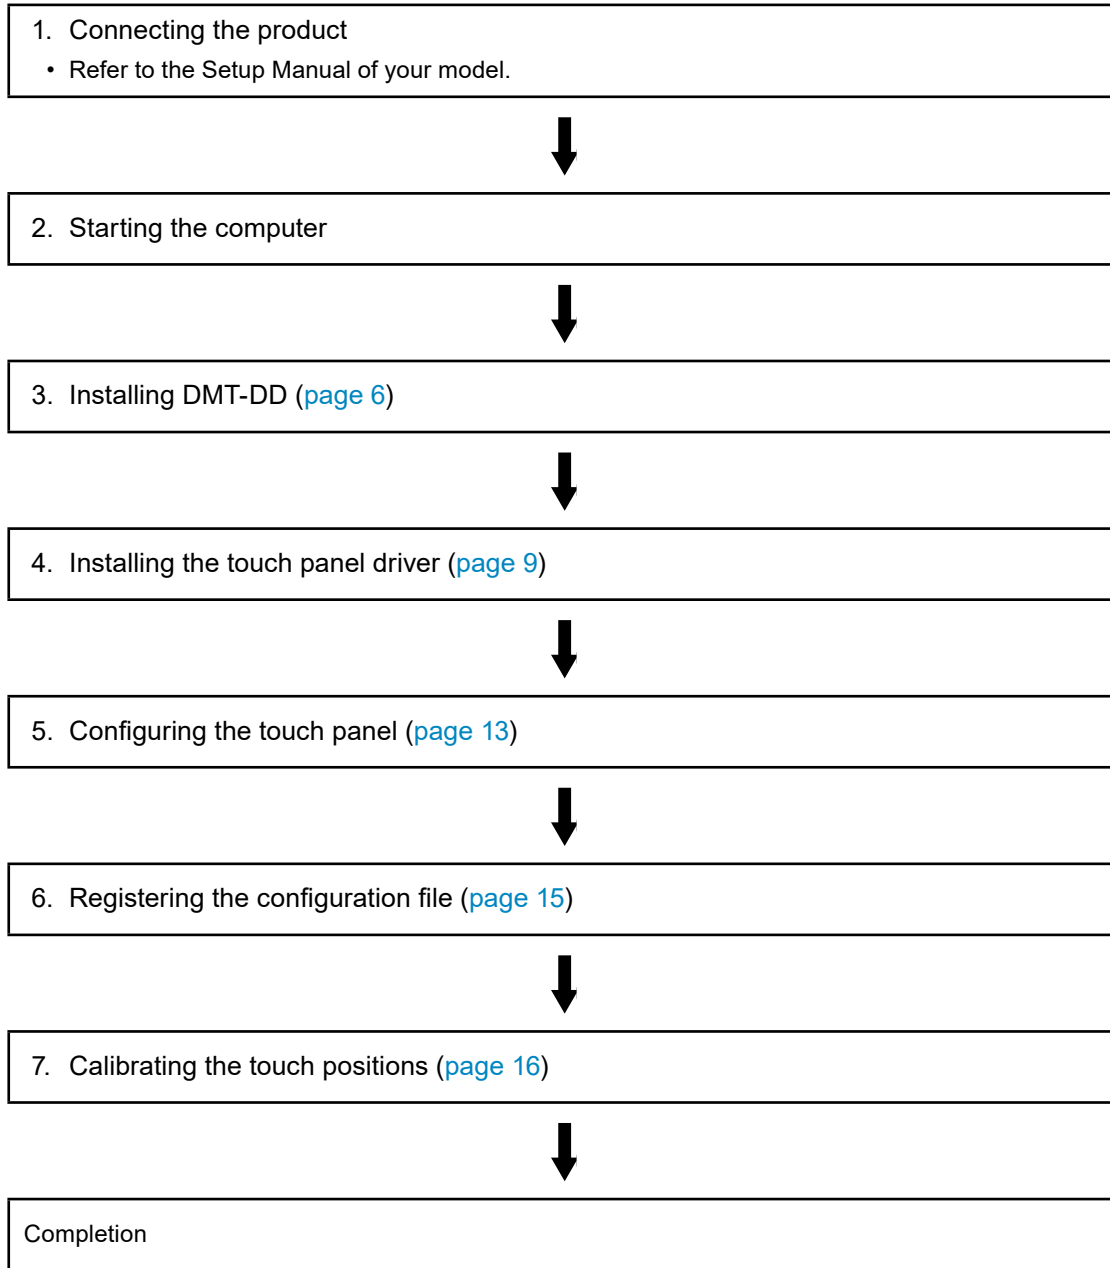 1. Connecting the product
• Refer to the Setup Manual of your model.
2. Starting the computer
3. Installing DMT-DD (page 6)
4. Installing the touch panel driver (page 9)
5. Configuring the touch panel (page 13)
6. Registering the configuration file (page 15)
7. Calibrating the touch positions (page 16)
Completion